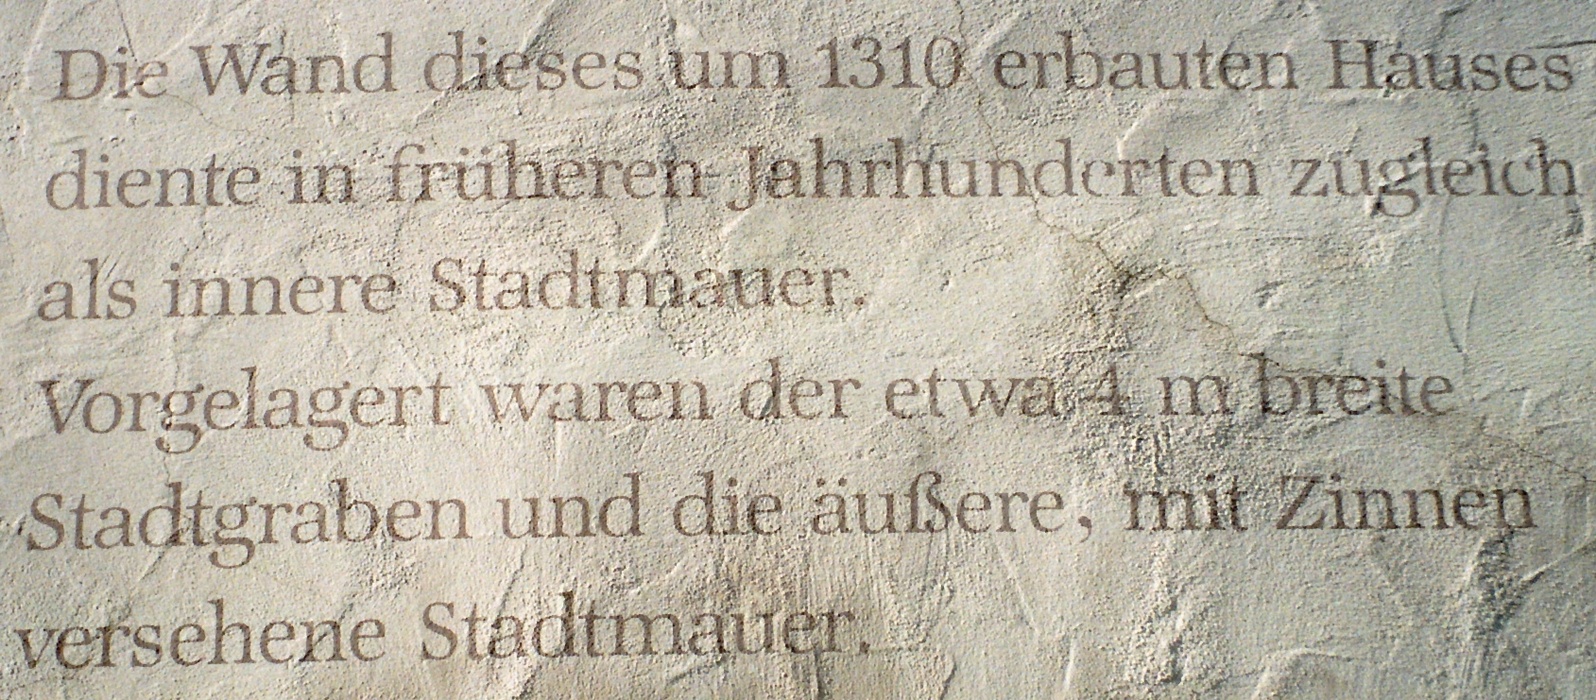 Die Wand dieses um 1310 erbauten Hauses
diente in früheren Jahrhunderten zugleich
als innere Stadtmauer.
Vorgelagert waren der etwa 4 m breite
Stadtgraben und die äußere, mit Zinnen
versehene Stadtmauer.